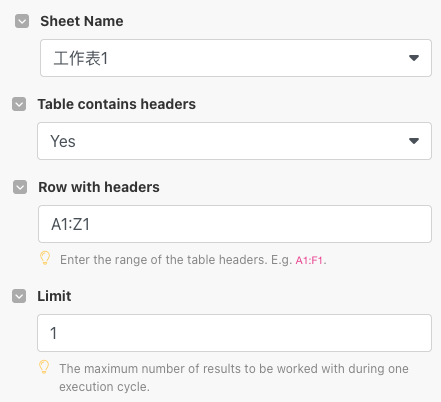 Sheet Name
工作表1
Table contains headers
Yes
Row with headers
A1:Z1
Enter the range of the table headers. E.g. A1:F1.
Limit
1
The maximum number of results to be worked with during one
execution cycle.